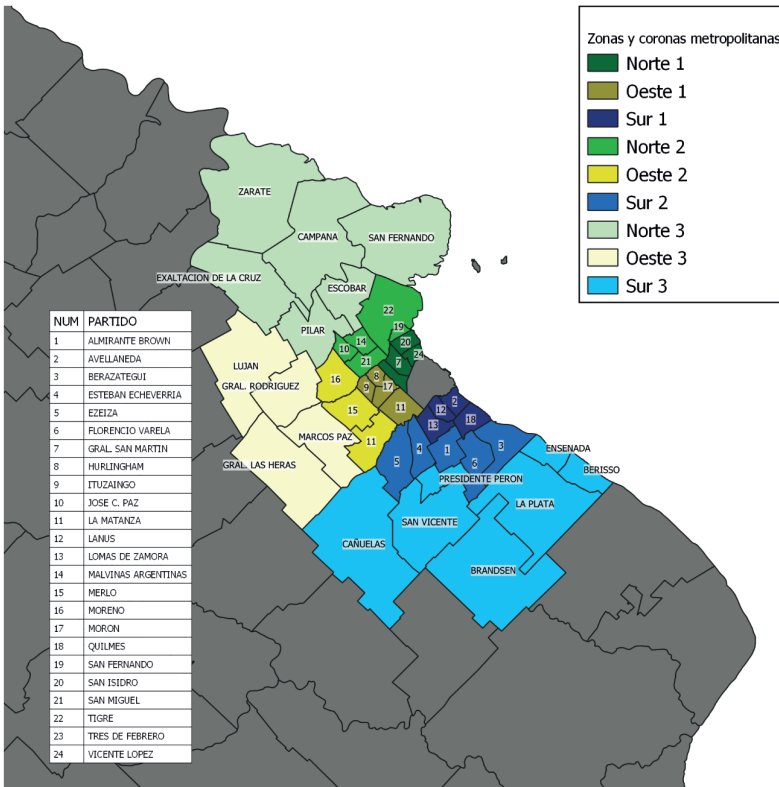 Zonas y coronas metropolitanas
Norte 1
Oeste 1
Sur 1
Norte 2
Oeste 2
Sur 2
Norte 3
Oeste 3
Sur 3
ZARATE
CAMPANA
SAN FERNANDO
EXALTACION DE LA CRUZ
ESCOBAR
PILAR
22
19
20
24
14
10
21
7
LUJAN
GRAL. RODRIGUEZ
16
8
9
17
15
11
11
MARCOS PAZ
GRAL. LAS HERAS
2
12
18
13
4
1
3
5
6
ENSENADA
BERISSO
PRESIDENTE PERON
LA PLATA
SAN VICENTE
CAÑUELAS
BRANDSEN
NUM PARTIDO
1 ALMIRANTE BROWN
2 AVELLANEDA
3 BERAZATEGUI
4 ESTEBAN ECHEVERRIA
5 EZEIZA
6 FLORENCIO VARELA
7 GRAL. SAN MARTIN
8 HURLINGHAM
9 ITUZAINGO
10 JOSE C. PAZ
11 LA MATANZA
12 LANUS
13 LOMAS DE ZAMORA
14 MALVINAS ARGENTINAS
15 MERLO
16 MORENO
17 MORON
18 QUILMES
19 SAN FERNANDO
20 SAN ISIDRO
21 SAN MIGUEL
22 TIGRE
23 TRES DE FEBRERO
24 VICENTE LOPEZ